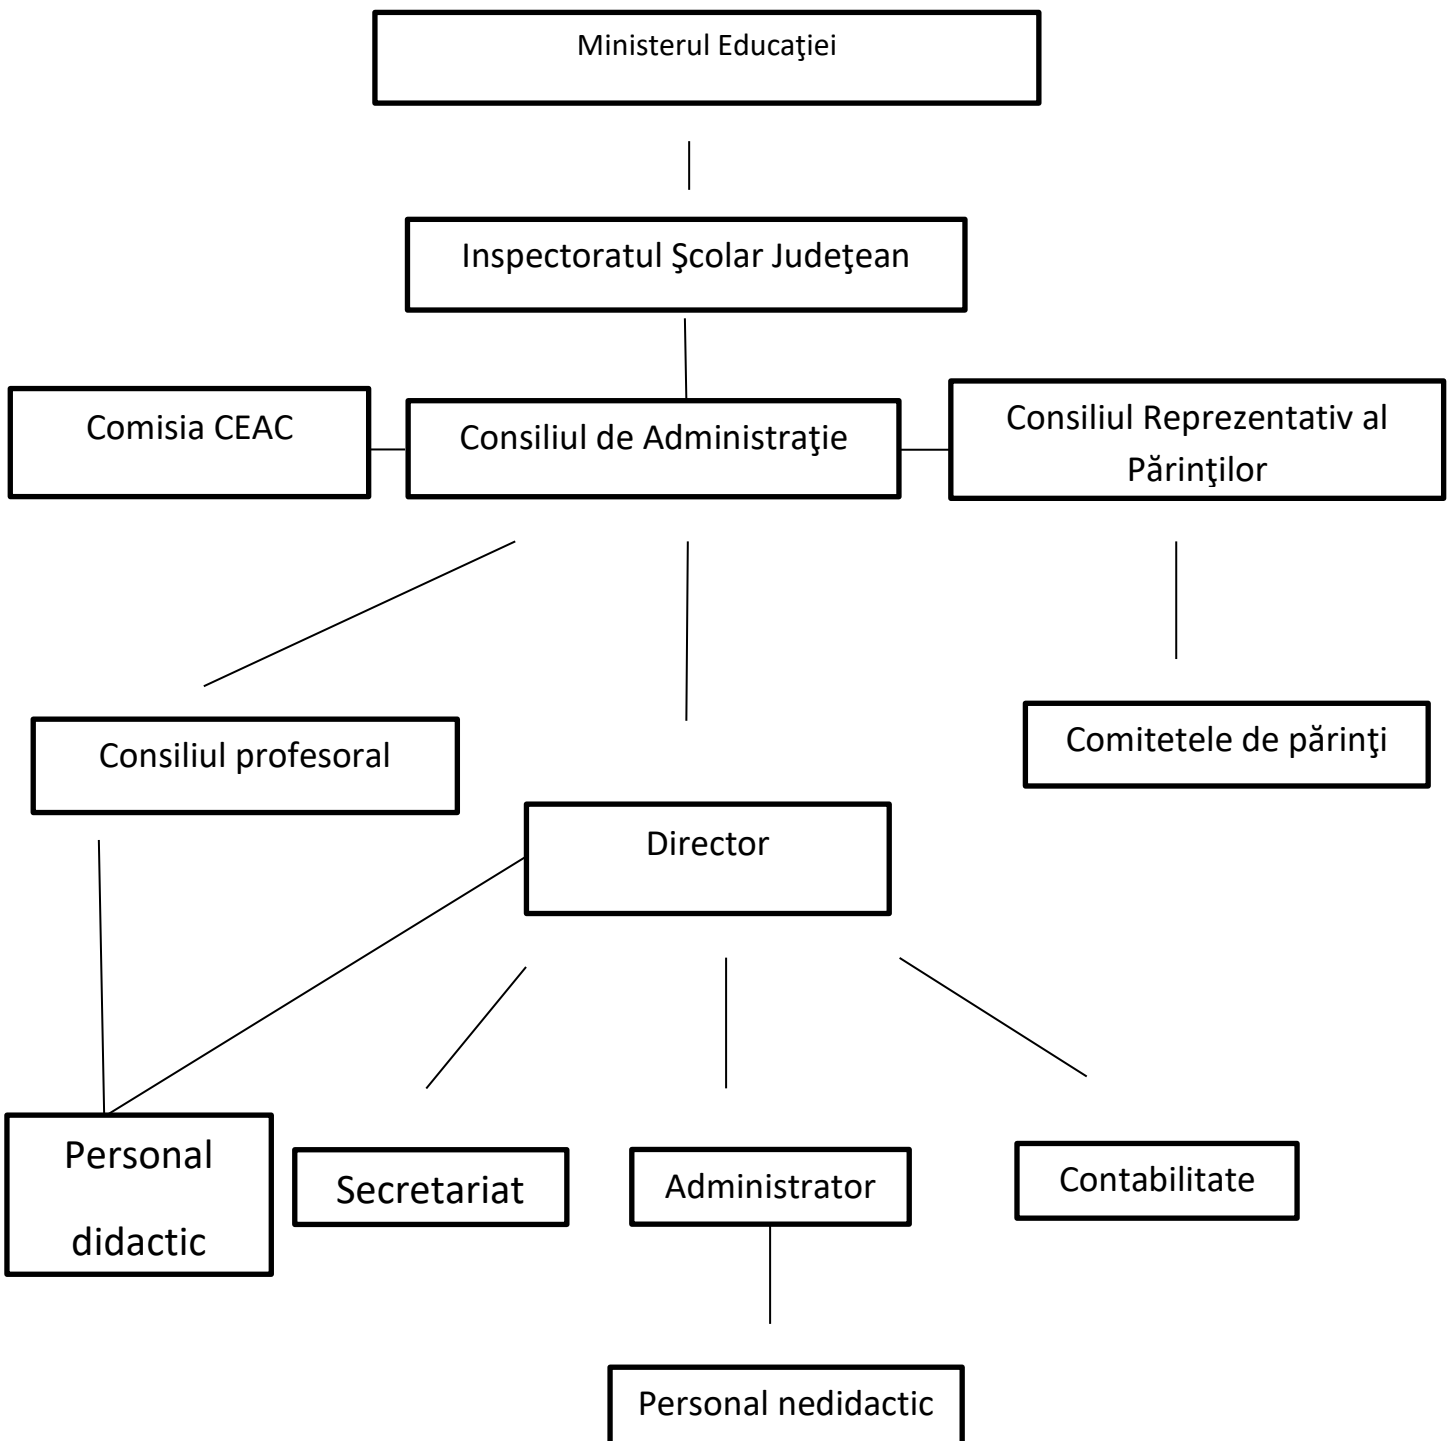 Ministerul Educaţiei
Inspectoratul Şcolar Judeţean
Comisia CEAC
Consiliul de Administraţie
Consiliul Reprezentativ al
Părinţilor
Consiliul profesoral
Comitetele de părinţi
Director
Personal
didactic
Secretariat
Administrator
Contabilitate
Personal nedidactic